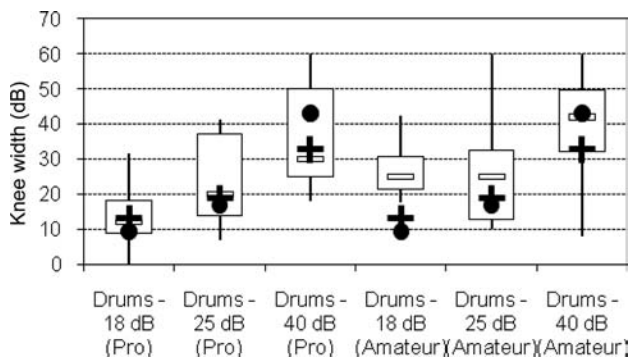 70
60
50
40
30
20
10
0
Knee width (dB)
Drums - Drums - Drums - Drums - Drums - Drums -
18 dB 25 dB 40 dB 18 dB 25 dB 40 dB
(Pro) (Pro) (Pro) (Amateur)(Amateur)(Amateur)